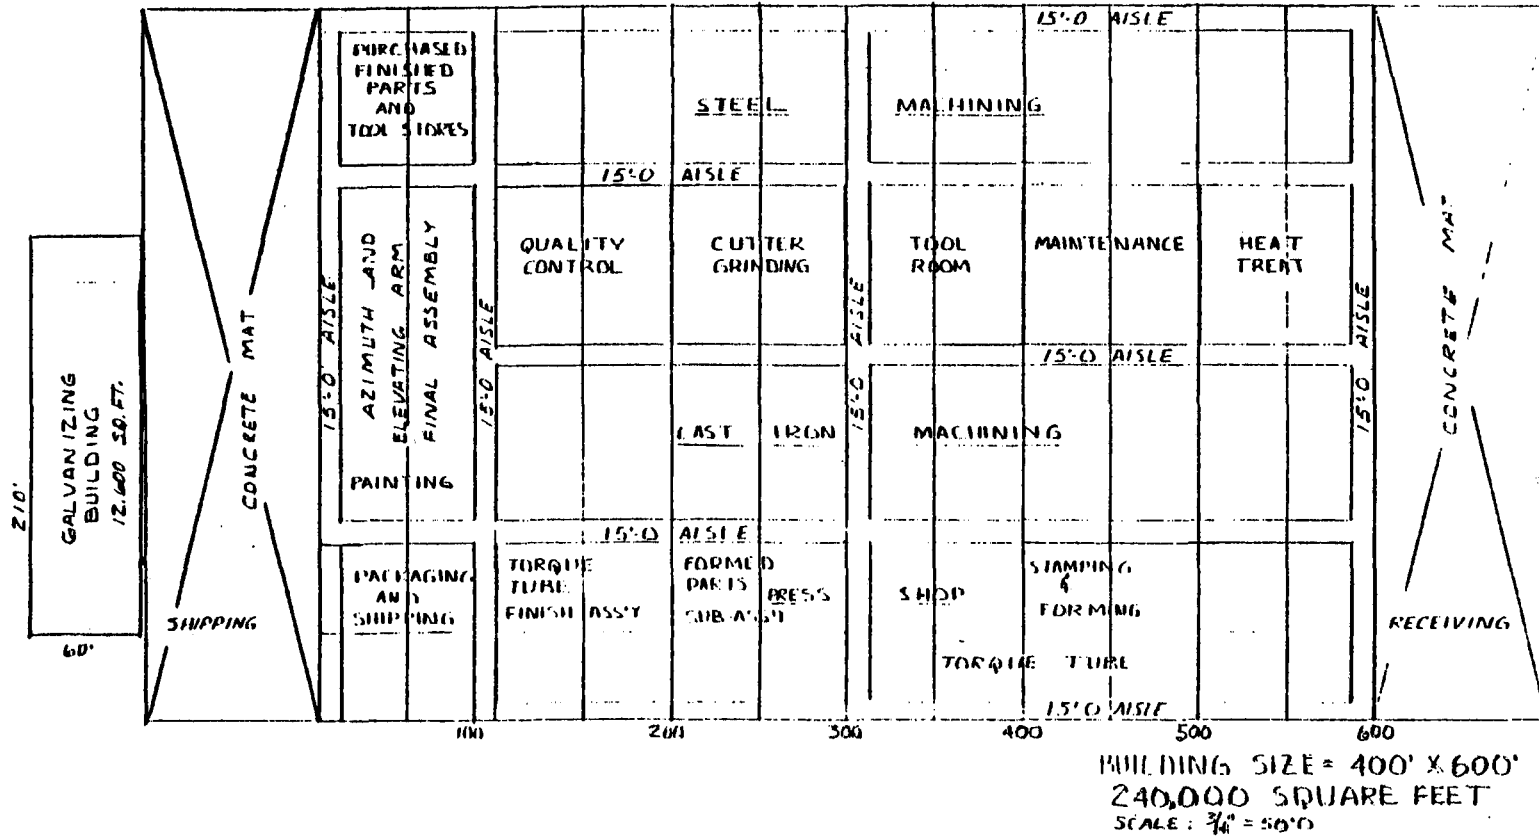 15'-0 AISLE
PURCHASED
FINISHED
PARTS
AND
TOOL STORES
STEEL MACHINING
15'-0 AISLE
15'-0 AISLE
AZIMUTH AND
ELEVATING ARM
FINAL ASSEMBLY
PAINTING
15'-0 AISLE
QUALITY
CONTROL
CUTTER
GRINDING
15'-0 AISLE
TOOL
ROOM
MAINTENANCE
HEAT
TREAT
15'-0 AISLE
15'-0 AISLE
CONCRETE MAT
CONCRETE MAT
GALVANIZING
BUILDING
12,600 SQ.FT.
210'
60'
CAST IRON MACHINING
15'-0 AISLE
SHIPPING
PACKAGING
AND
SHIPPING
TORQUE
TUBE
FINISH ASS'Y
FORMED
PARTS
SUB-ASS'Y
PRESS SHOP
STAMPING
&
FORMING
TORQUE TUBE
RECEIVING
15'0 AISLE
100 200 300 400 500 600
BUILDING SIZE = 400' X 600'
240,000 SQUARE FEET
SCALE: 3/4" = 50'0